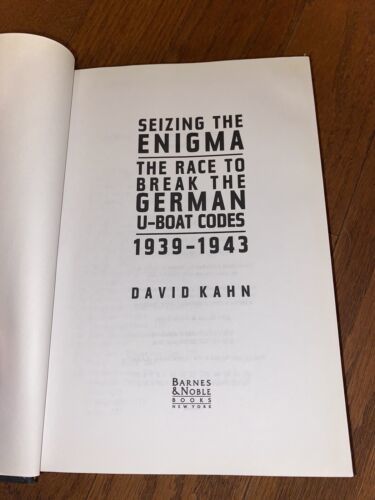 SEIZING THE
ENIGMA
THE RACE TO
BREAK THE
GERMAN
U-BOAT CODES
1939-1943
DAVID KAHN
BARNES
& NOBLE
BOOKS
NEW YORK